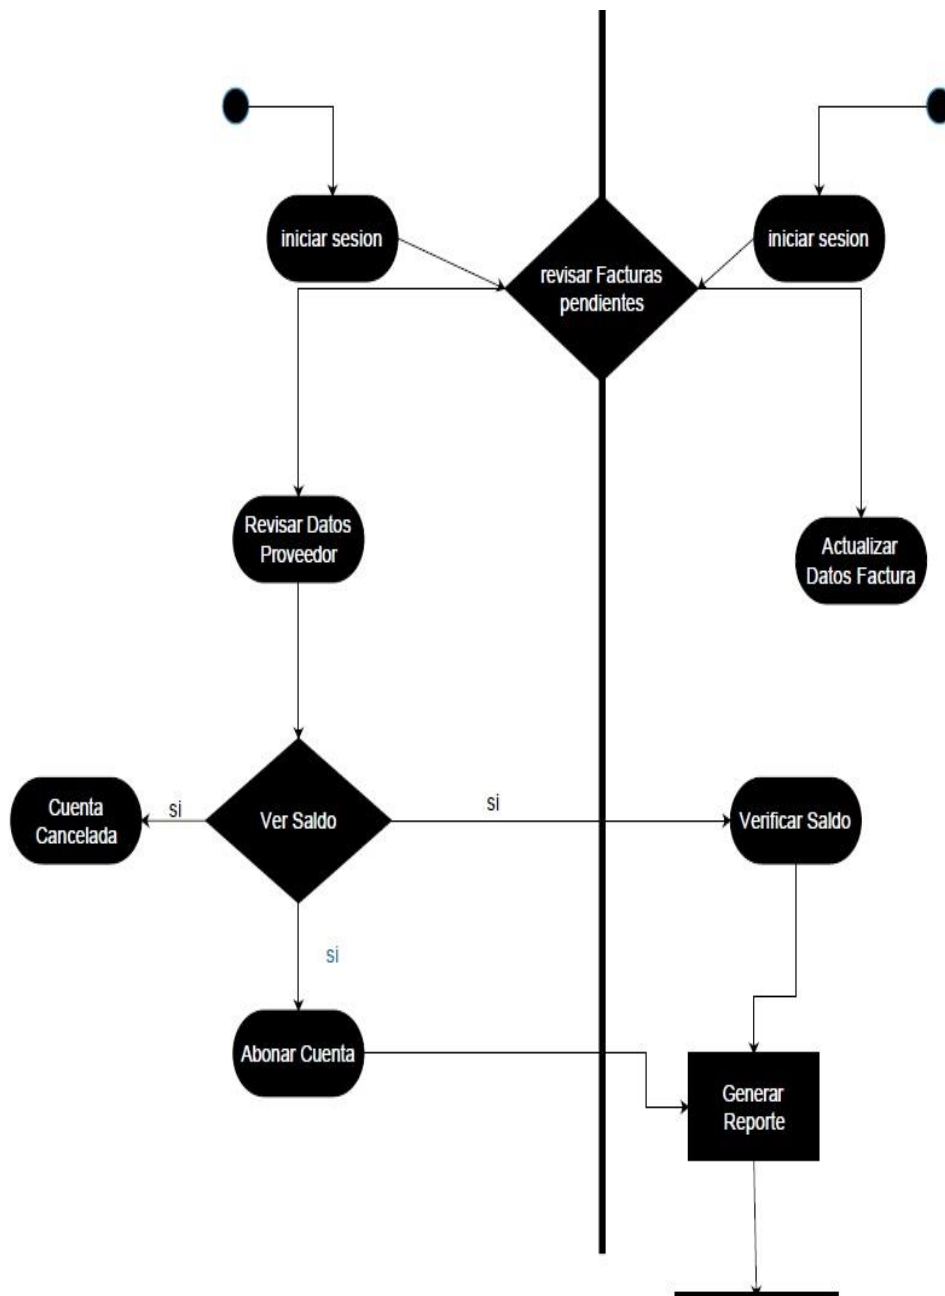 iniciar sesion
iniciar sesion
revisar Facturas
pendientes
Revisar Datos
Proveedor
Actualizar
Datos Factura
Cuenta
Cancelada
si
Ver Saldo
si
Verificar Saldo
si
Abonar Cuenta
Generar
Reporte